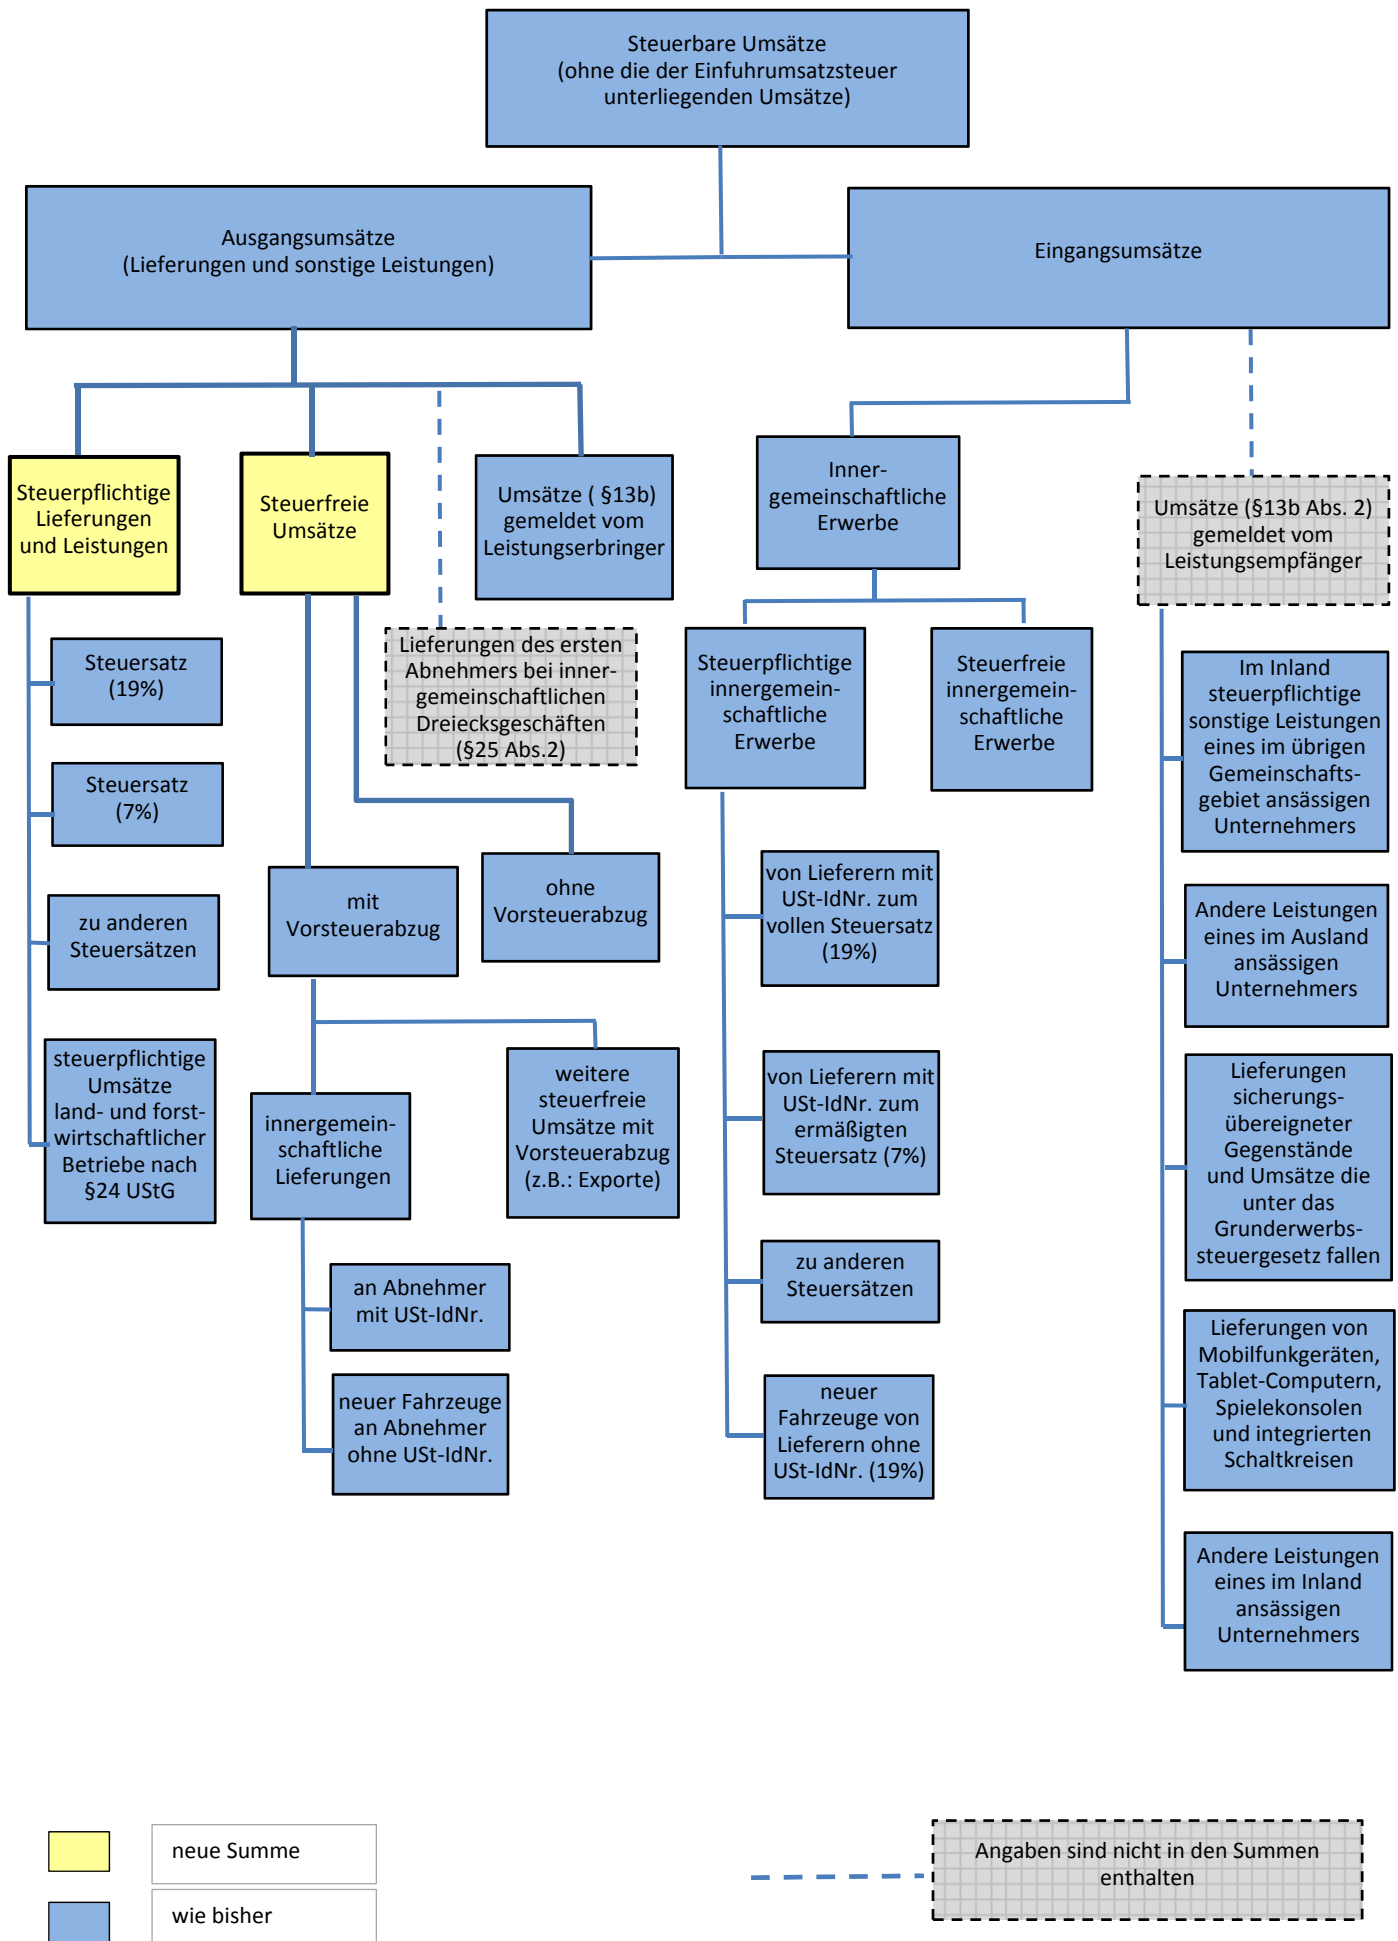 Steuerbare Umsätze
(ohne die der Einfuhrumsatzsteuer
unterliegenden Umsätze)
Ausgangsumsätze
(Lieferungen und sonstige Leistungen)
Eingangsumsätze
Steuerpflichtige
Lieferungen
und Leistungen
Steuerfreie
Umsätze
Umsätze ( §13b)
gemeldet vom
Leistungserbringer
Inner-
gemeinschaftliche
Erwerbe
Umsätze (§13b Abs. 2)
gemeldet vom
Leistungsempfänger
Lieferungen des ersten
Abnehmers bei inner-
gemeinschaftlichen
Dreiecksgeschäften
(§25 Abs.2)
Steuersatz
(19%)
Steuersatz
(7%)
zu anderen
Steuersätzen
steuerpflichtige
Umsätze
land- und forst-
wirtschaftlicher
Betriebe nach
§24 UStG
mit
Vorsteuerabzug
ohne
Vorsteuerabzug
innergemein-
schaftliche
Lieferungen
weitere
steuerfreie
Umsätze mit
Vorsteuerabzug
(z.B.: Exporte)
an Abnehmer
mit USt-IdNr.
neuer Fahrzeuge
an Abnehmer
ohne USt-IdNr.
Steuerpflichtige
innergemein-
schaftliche
Erwerbe
Steuerfreie
innergemein-
schaftliche
Erwerbe
von Lieferern mit
USt-IdNr. zum
vollen Steuersatz
(19%)
von Lieferern mit
USt-IdNr. zum
ermäßigten
Steuersatz (7%)
zu anderen
Steuersätzen
neuer
Fahrzeuge von
Lieferern ohne
USt-IdNr. (19%)
Im Inland
steuerpflichtige
sonstige Leistungen
eines im übrigen
Gemeinschafts-
gebiet ansässigen
Unternehmers
Andere Leistungen
eines im Ausland
ansässigen
Unternehmers
Lieferungen
sicherungs-
übereigneter
Gegenstände
und Umsätze die
unter das
Grunderwerbs-
steuergesetz fallen
Lieferungen von
Mobilfunkgeräten,
Tablet-Computern,
Spielekonsolen
und integrierten
Schaltkreisen
Andere Leistungen
eines im Inland
ansässigen
Unternehmers
neue Summe
wie bisher
Angaben sind nicht in den Summen
enthalten